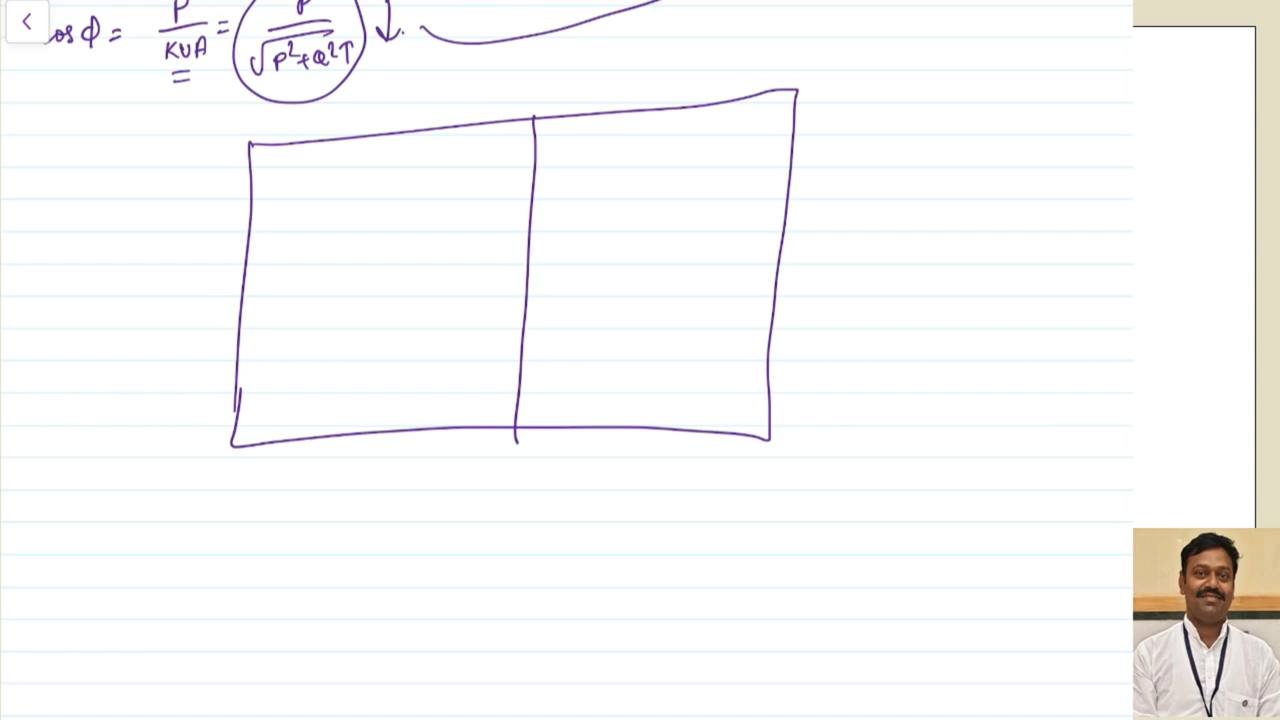 cos φ = P/KVA = P/√P²+Q²↑ ↓.